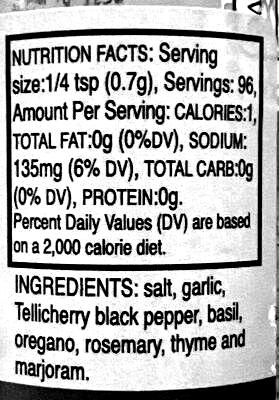 NUTRITION FACTS: Serving
size:1/4 tsp (0.7g), Servings: 96,
Amount Per Serving: CALORIES:1,
TOTAL FAT:0g (0%DV), SODIUM:
135mg (6% DV), TOTAL CARB:0g
(0% DV), PROTEIN:0g.
Percent Daily Values (DV) are based
on a 2,000 calorie diet.
INGREDIENTS: salt, garlic,
Tellicherry black pepper, basil,
oregano, rosemary, thyme and
marjoram.